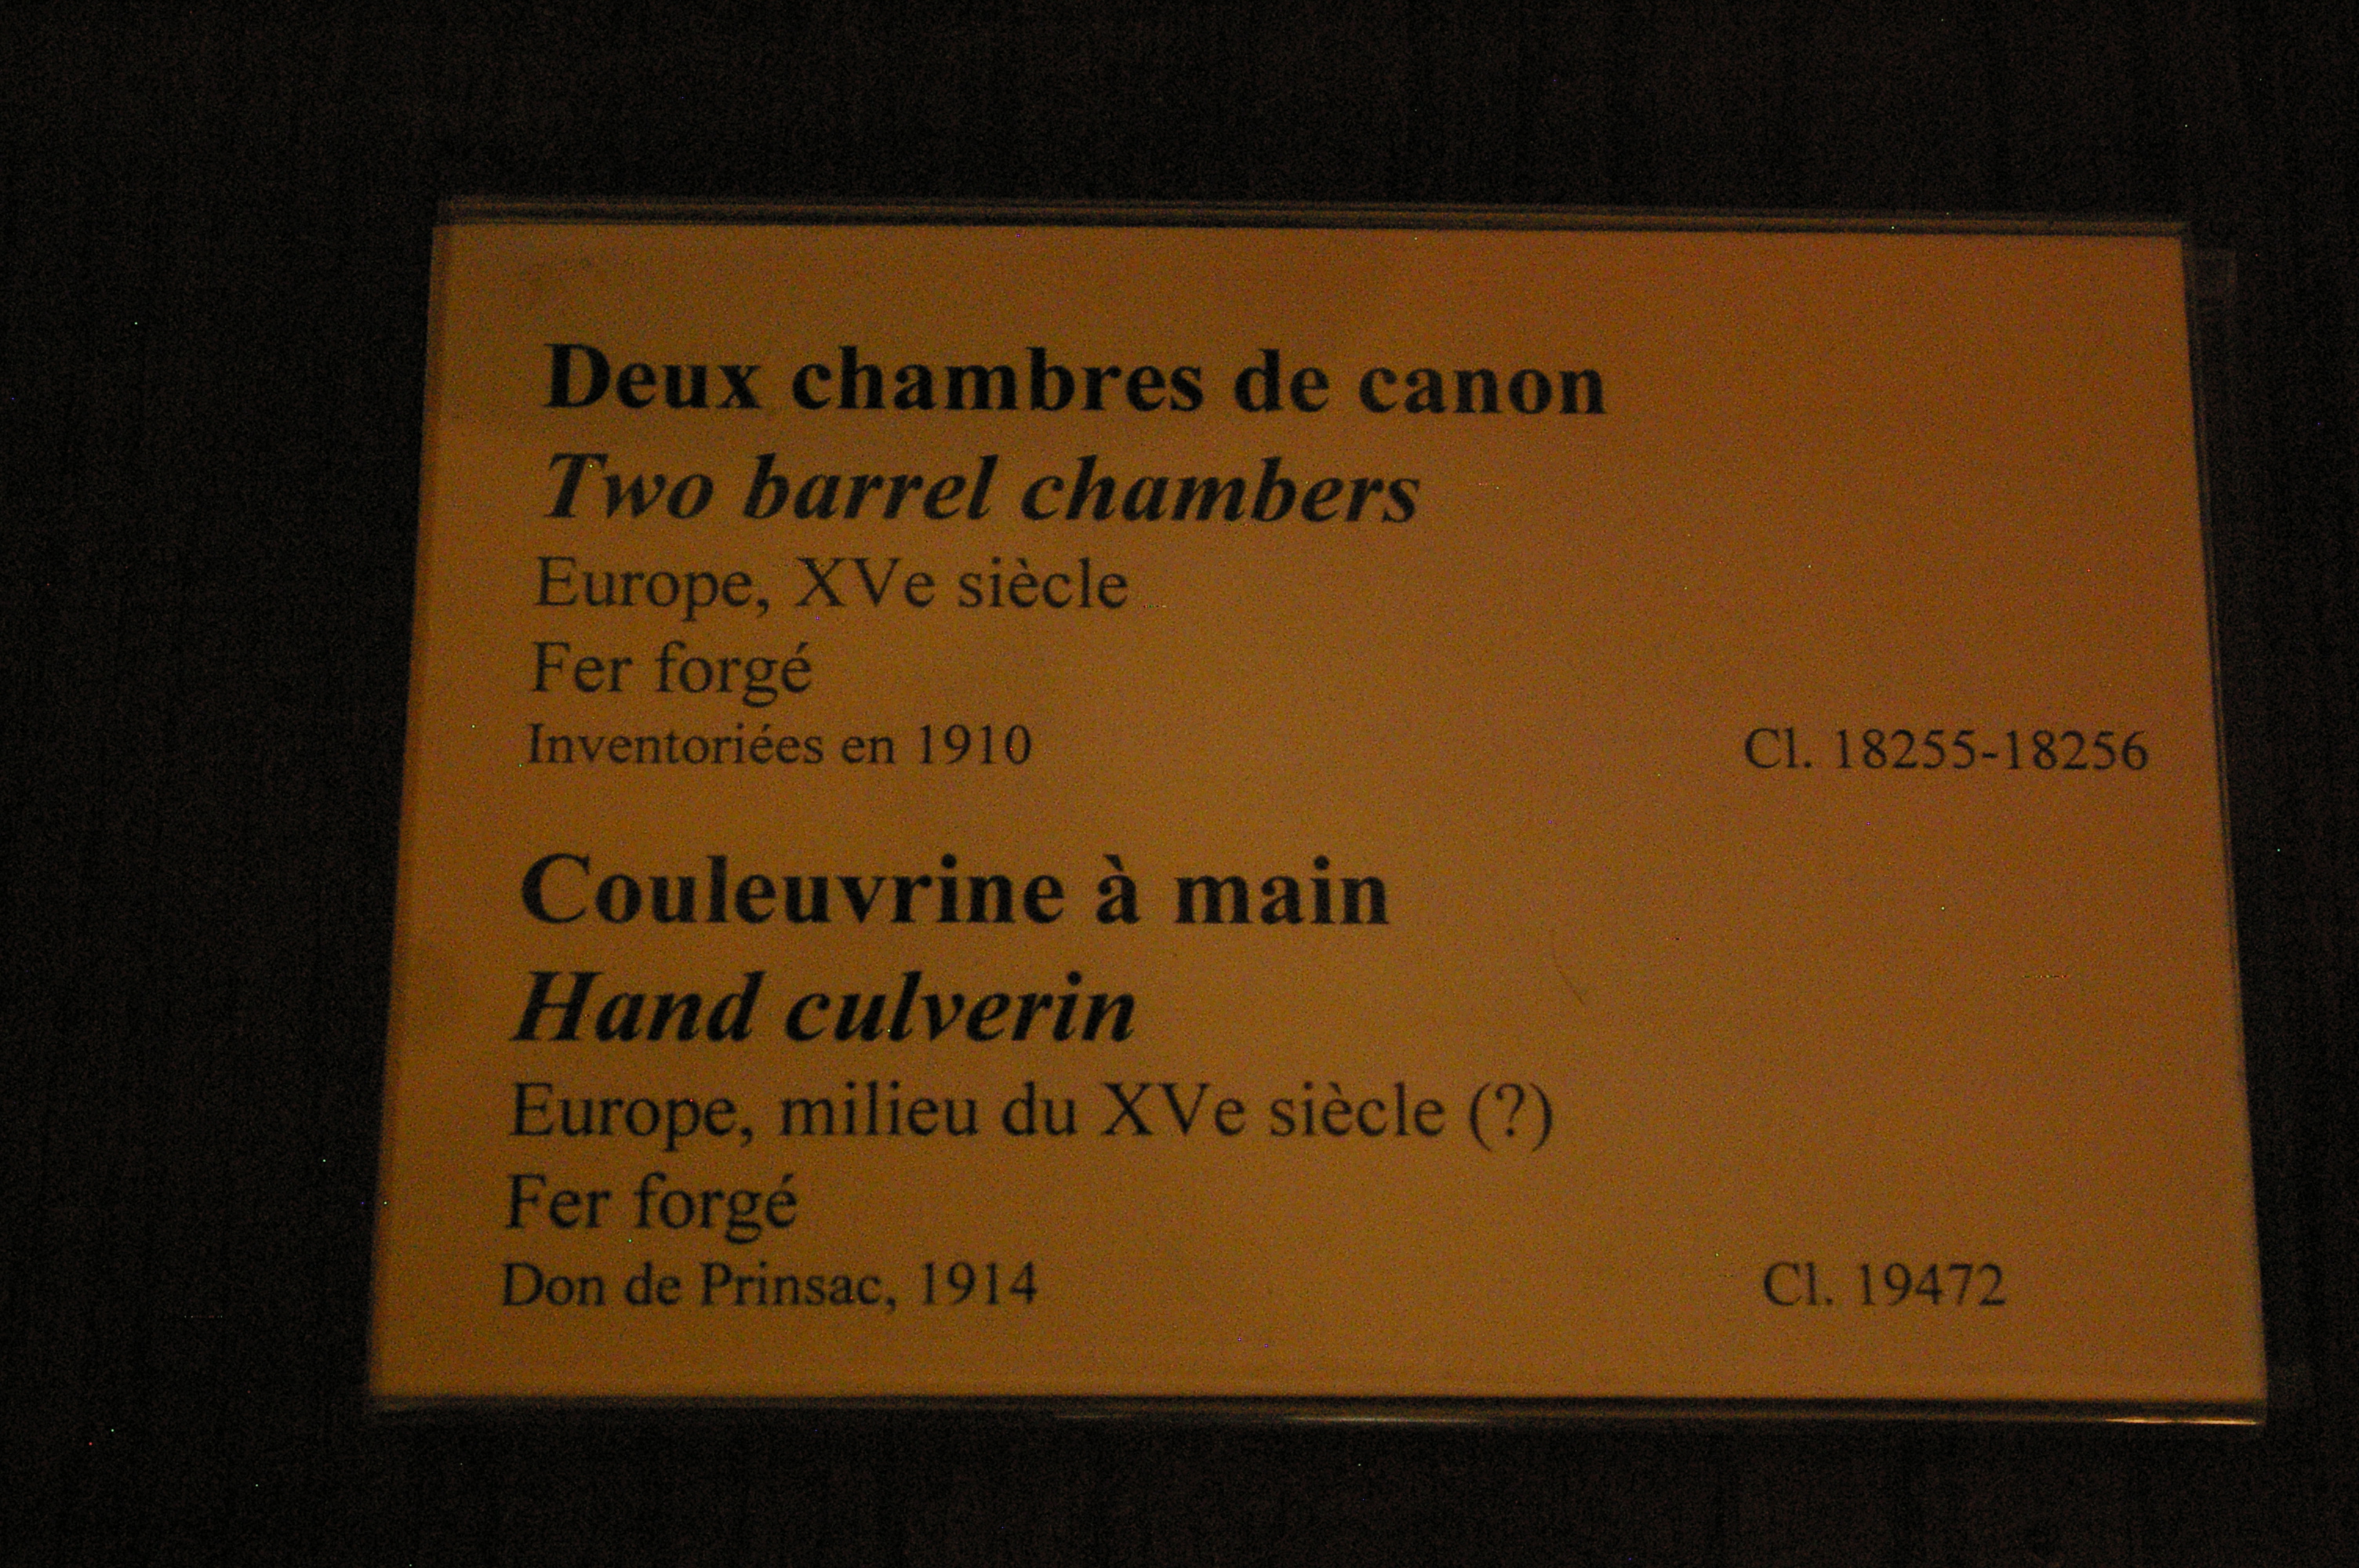 Deux chambres de canon
Two barrel chambers
Europe, XVe siècle
Fer forgé
Inventoriées en 1910 Cl. 18255-18256
Couleuvrine à main
Hand culverin
Europe, milieu du XVe siècle (?)
Fer forgé
Don de Prinsac, 1914 Cl. 19472